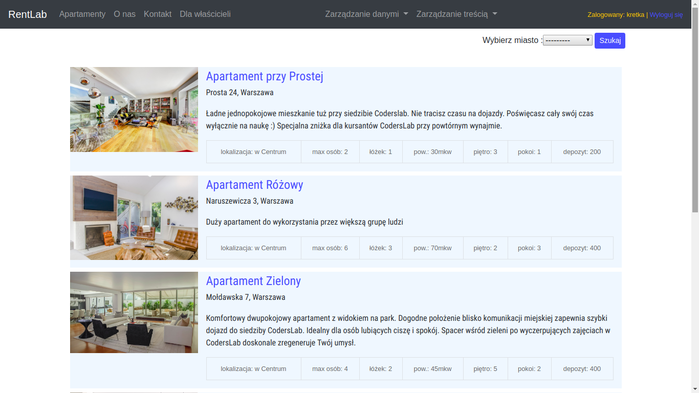 RentLab Apartamenty O nas Kontakt Dla właścicieli Zarządzanie danymi Zarządzanie treścią Zalogowany: kretka | Wyloguj się
Wybierz miasto : --------- Szukaj
Apartament przy Prostej
Prosta 24, Warszawa
Ładne jednopokojowe mieszkanie tuż przy siedzibie Coderslab. Nie tracisz czasu na dojazdy. Poświęcasz cały swój czas
wyłącznie na naukę :) Specjalna zniżka dla kursantów CodersLab przy powtórnym wynajmie.
lokalizacja: w Centrum max osób: 2 łóżek: 1 pow.: 30mkw piętro: 3 pokoi: 1 depozyt: 200
Apartament Różowy
Naruszewicza 3, Warszawa
Duży apartament do wykorzystania przez większą grupę ludzi
lokalizacja: w Centrum max osób: 6 łóżek: 3 pow.: 70mkw piętro: 2 pokoi: 3 depozyt: 400
Apartament Zielony
Mołdawska 7, Warszawa
Komfortowy dwupokojowy apartament z widokiem na park. Dogodne położenie blisko komunikacji miejskiej zapewnia szybki
dojazd do siedziby CodersLab. Idealny dla osób lubiących ciszę i spokój. Spacer wśród zieleni po wyczerpujących zajęciach w
CodersLab doskonale zregeneruje Twój umysł.
lokalizacja: w Centrum max osób: 4 łóżek: 2 pow.: 45mkw piętro: 5 pokoi: 2 depozyt: 400